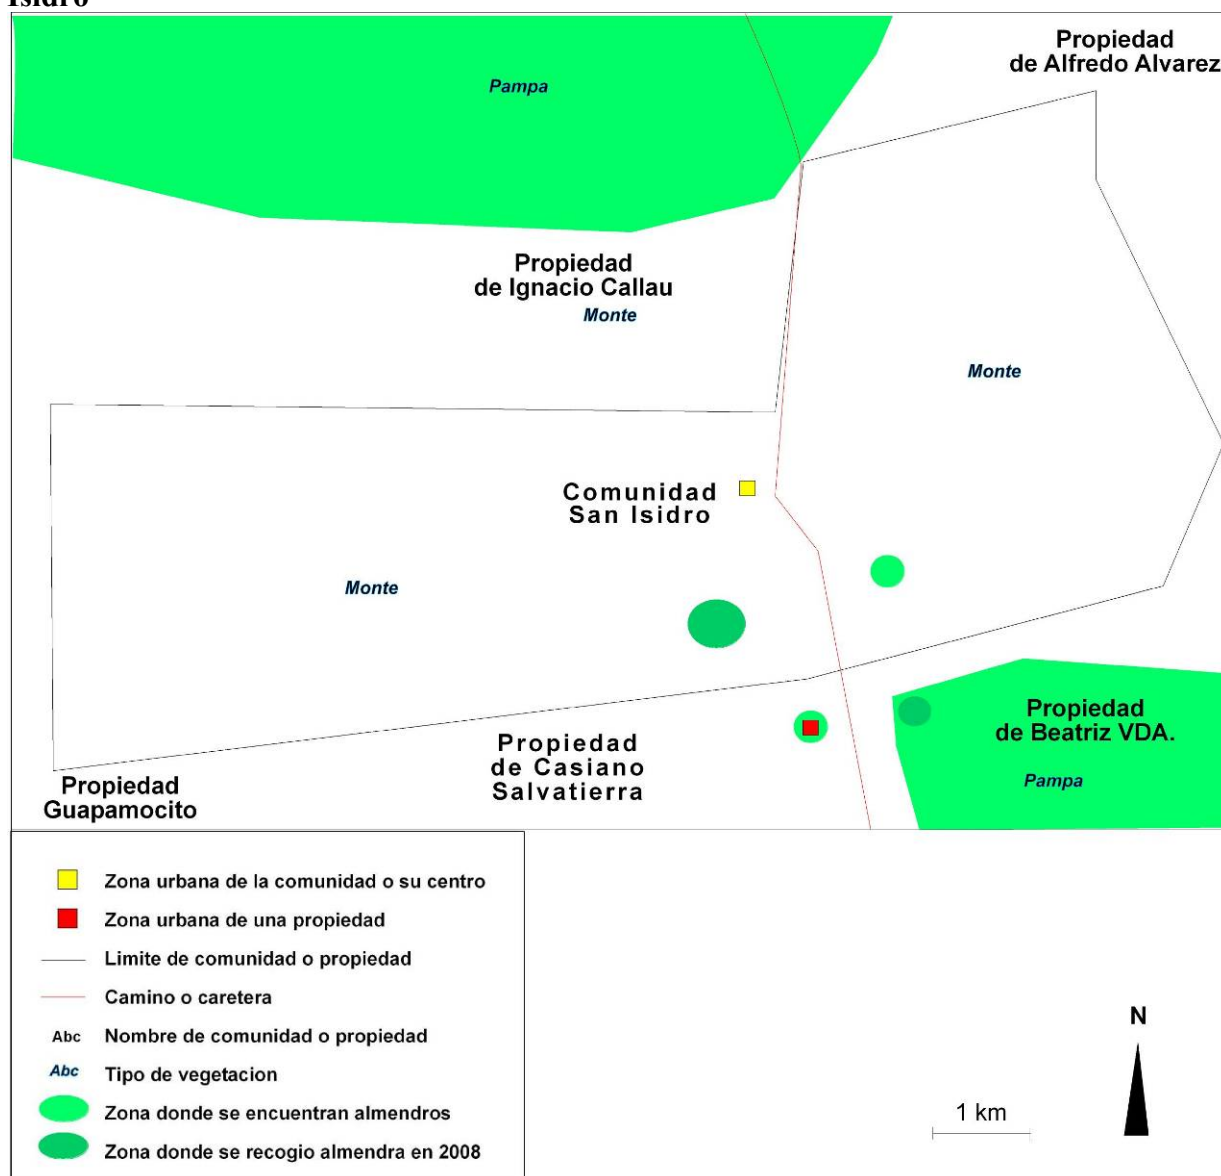 Isidro
Propiedad
de Alfredo Alvarez
Pampa
Propiedad
de Ignacio Callau
Monte
Monte
Comunidad
San Isidro
Monte
Propiedad
de Beatriz VDA.
Propiedad
de Casiano
Salvatierra
Pampa
Propiedad
Guapamocito
Zona urbana de la comunidad o su centro
Zona urbana de una propiedad
Limite de comunidad o propiedad
Camino o caretera
Abc Nombre de comunidad o propiedad
Abc Tipo de vegetacion
Zona donde se encuentran almendros
Zona donde se recogio almendra en 2008
N
1 km